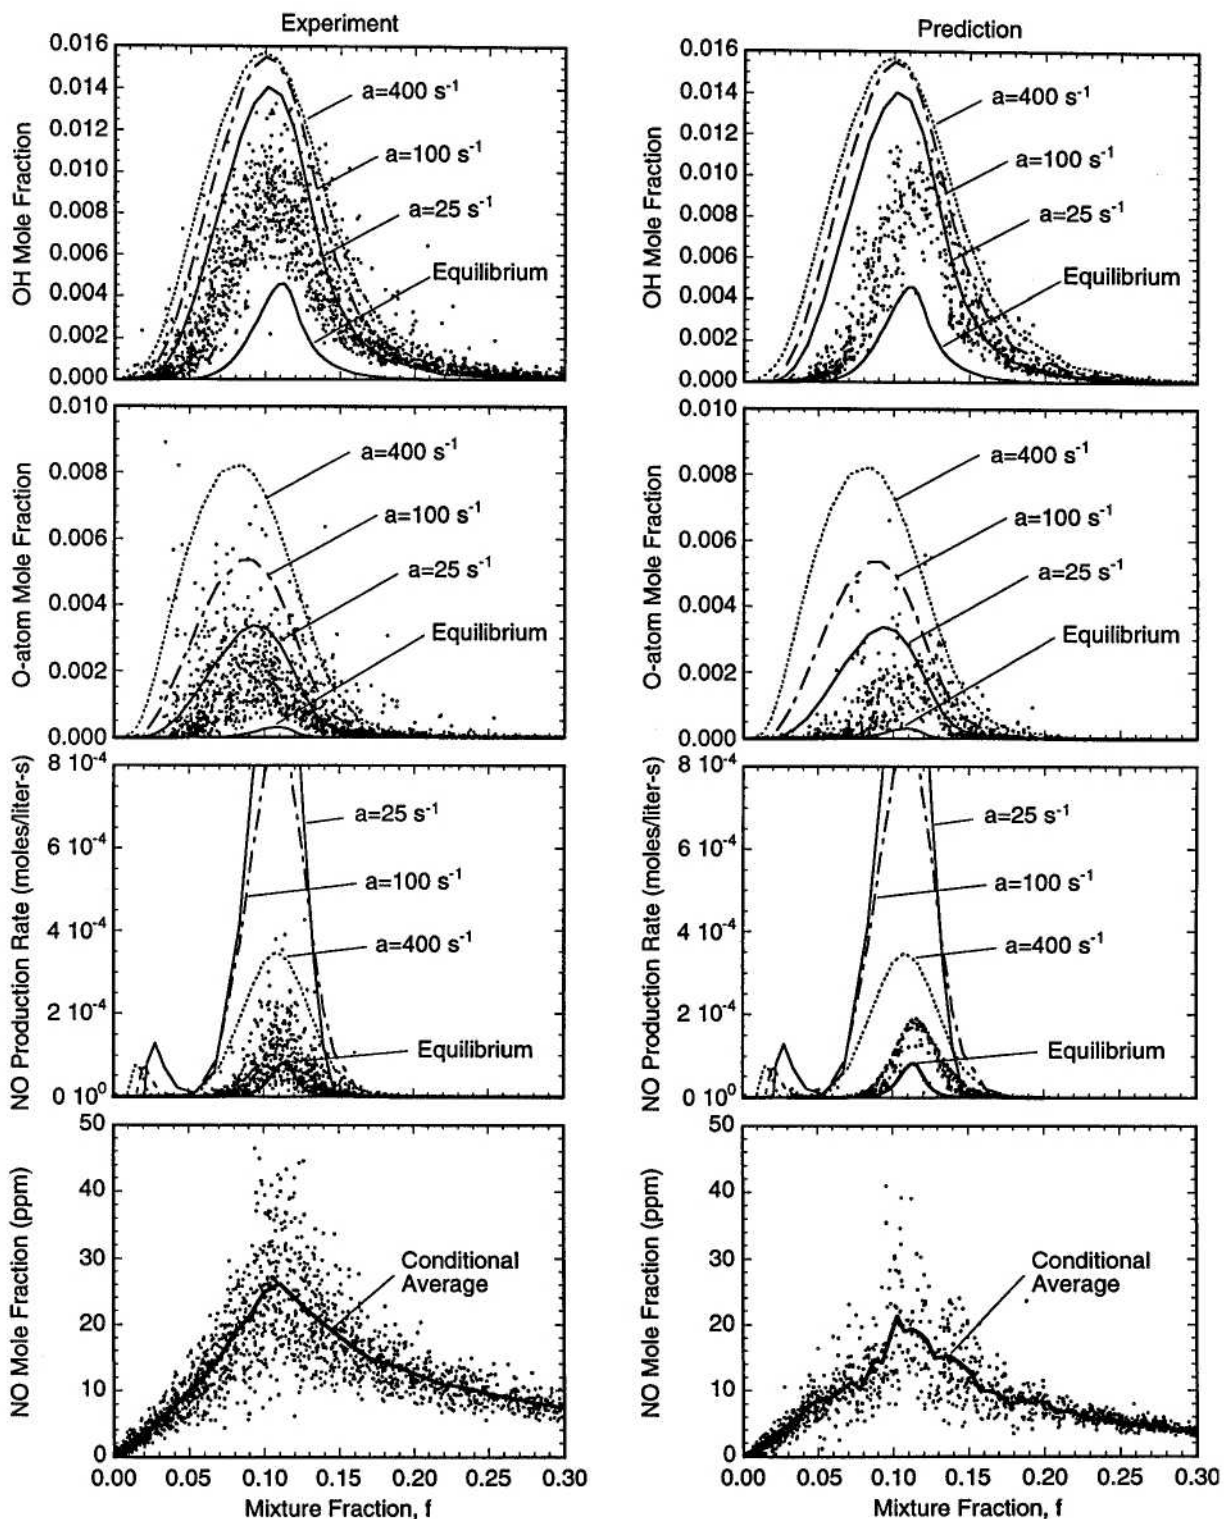 Experiment
0.016
0.014
0.012
0.010
0.008
0.006
0.004
0.002
0.000
OH Mole Fraction
a=400 s⁻¹
a=100 s⁻¹
a=25 s⁻¹
Equilibrium
Prediction
0.016
0.014
0.012
0.010
0.008
0.006
0.004
0.002
0.000
OH Mole Fraction
a=400 s⁻¹
a=100 s⁻¹
a=25 s⁻¹
Equilibrium
0.010
0.008
0.006
0.004
0.002
0.000
O-atom Mole Fraction
a=400 s⁻¹
a=100 s⁻¹
a=25 s⁻¹
Equilibrium
0.010
0.008
0.006
0.004
0.002
0.000
O-atom Mole Fraction
a=400 s⁻¹
a=100 s⁻¹
a=25 s⁻¹
Equilibrium
8 10⁻⁴
6 10⁻⁴
4 10⁻⁴
2 10⁻⁴
0 10⁰
NO Production Rate (moles/liter-s)
a=25 s⁻¹
a=100 s⁻¹
a=400 s⁻¹
Equilibrium
8 10⁻⁴
6 10⁻⁴
4 10⁻⁴
2 10⁻⁴
0 10⁰
NO Production Rate (moles/liter-s)
a=25 s⁻¹
a=100 s⁻¹
a=400 s⁻¹
Equilibrium
50
40
30
20
10
0
NO Mole Fraction (ppm)
Conditional
Average
0.00 0.05 0.10 0.15 0.20 0.25 0.30
Mixture Fraction, f
50
40
30
20
10
0
NO Mole Fraction (ppm)
Conditional
Average
0.00 0.05 0.10 0.15 0.20 0.25 0.30
Mixture Fraction, f